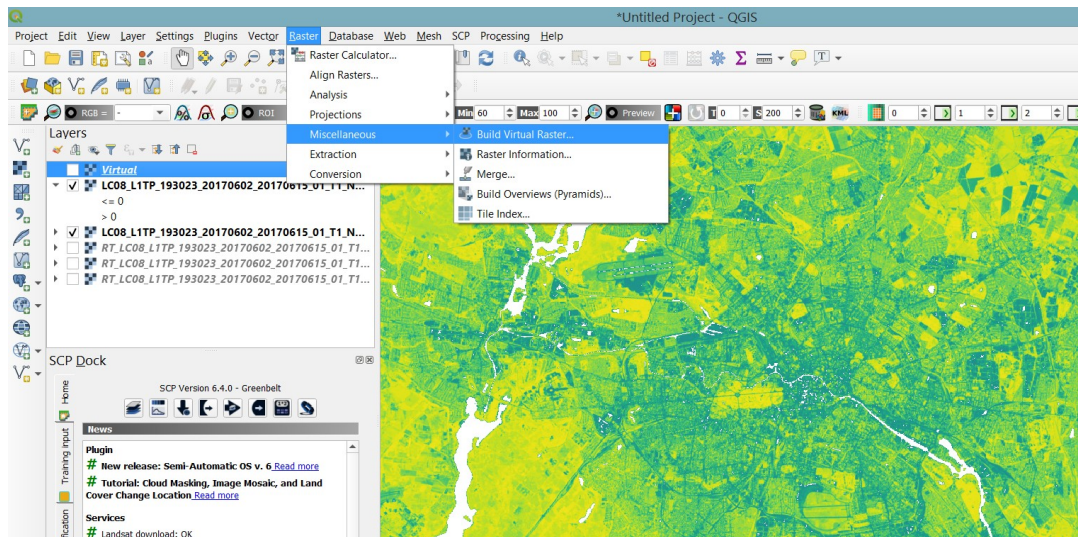 *Untitled Project - QGIS
Project Edit View Layer Settings Plugins Vector Raster Database Web Mesh SCP Processing Help
Raster Calculator...
Align Rasters...
Analysis
Projections
Miscellaneous
Extraction
Conversion
Build Virtual Raster...
Raster Information...
Merge...
Build Overviews (Pyramids)...
Tile Index...
RGB = - ROI Min 60 Max 100 Preview T 0 S 200 KML 0 1 2
Layers
Virtual
LC08_L1TP_193023_20170602_20170615_01_T1_N...
<= 0
> 0
LC08_L1TP_193023_20170602_20170615_01_T1_N...
RT_LC08_L1TP_193023_20170602_20170615_01_T1...
RT_LC08_L1TP_193023_20170602_20170615_01_T1...
RT_LC08_L1TP_193023_20170602_20170615_01_T1...
SCP Dock
Home
Training input
SCP Version 6.4.0 - Greenbelt
News
Plugin
# New release: Semi-Automatic OS v. 6 Read more
# Tutorial: Cloud Masking, Image Mosaic, and Land
Cover Change Location Read more
Services
# Landsat download: OK